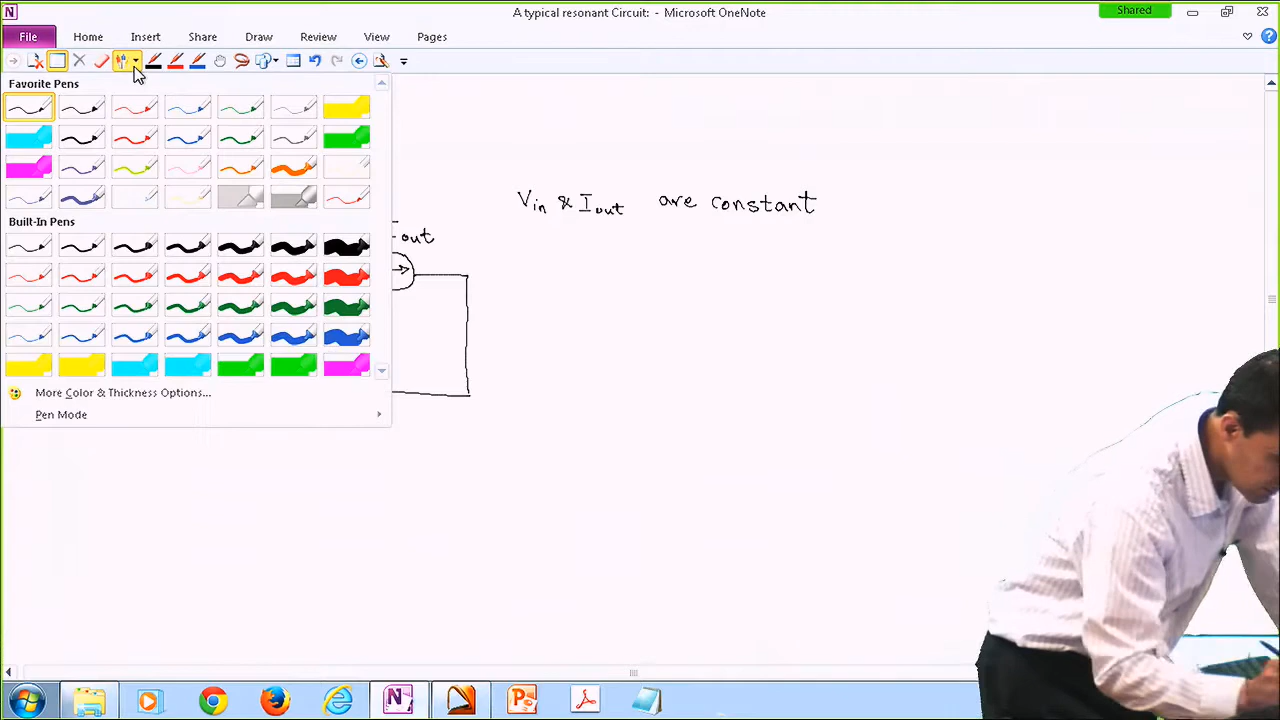 A typical resonant Circuit: - Microsoft OneNote
Shared
File Home Insert Share Draw Review View Pages
Favorite Pens
Built-In Pens
More Color & Thickness Options...
Pen Mode
Vin & Iout are constant
out